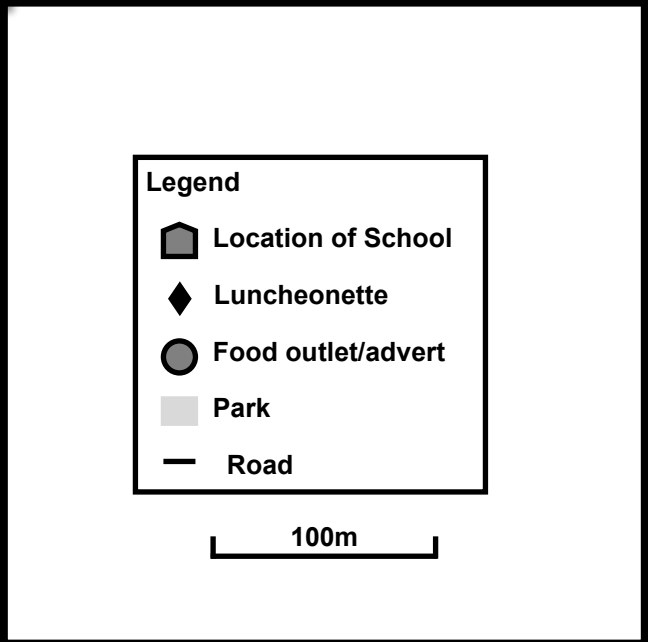 Legend
Location of School
Luncheonette
Food outlet/advert
Park
Road
100m